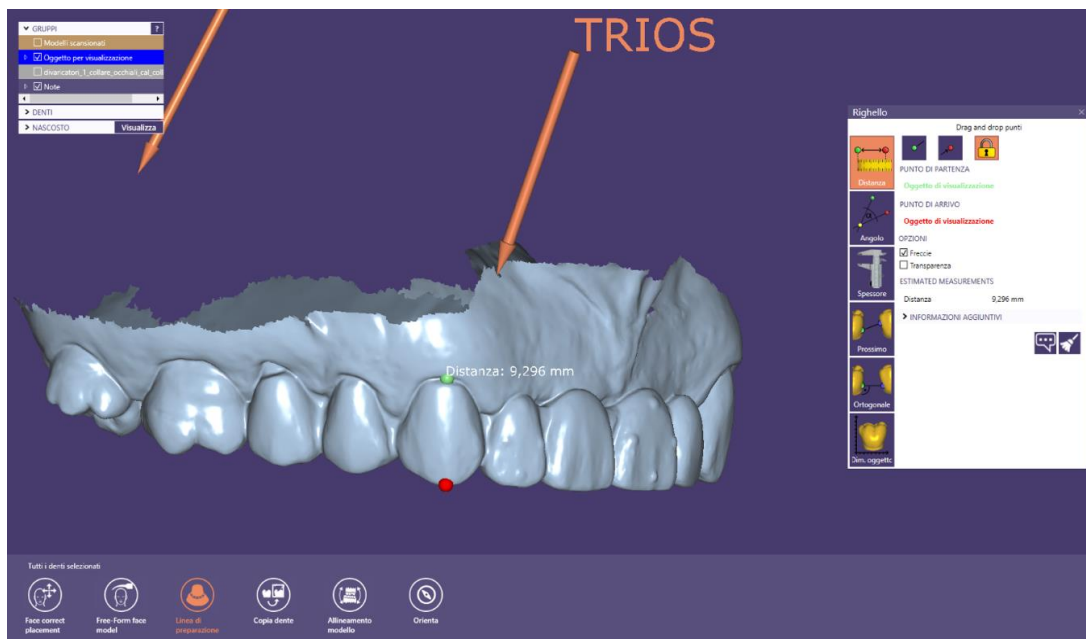 GRUPPI
?
Modelli scansionati
Oggetto per visualizzazione
divaricatori_1_collare_occhiali_cal_coll
Note
DENTI
NASCOSTO
Visualizza
TRIOS
Distanza: 9,296 mm
Righello
Drag and drop punti
Distanza
PUNTO DI PARTENZA
Oggetto di visualizzazione
PUNTO DI ARRIVO
Oggetto di visualizzazione
Angolo
OPZIONI
Freccie
Transparenza
ESTIMATED MEASUREMENTS
Spessore
Distanza 9,296 mm
INFORMAZIONI AGGIUNTIVI
Prossimo
Ortogonale
Dim. oggetto
Tutti i denti selezionati
Face correct placement
Free-Form face model
Linea di preparazione
Copia dente
Allineamento modello
Orienta